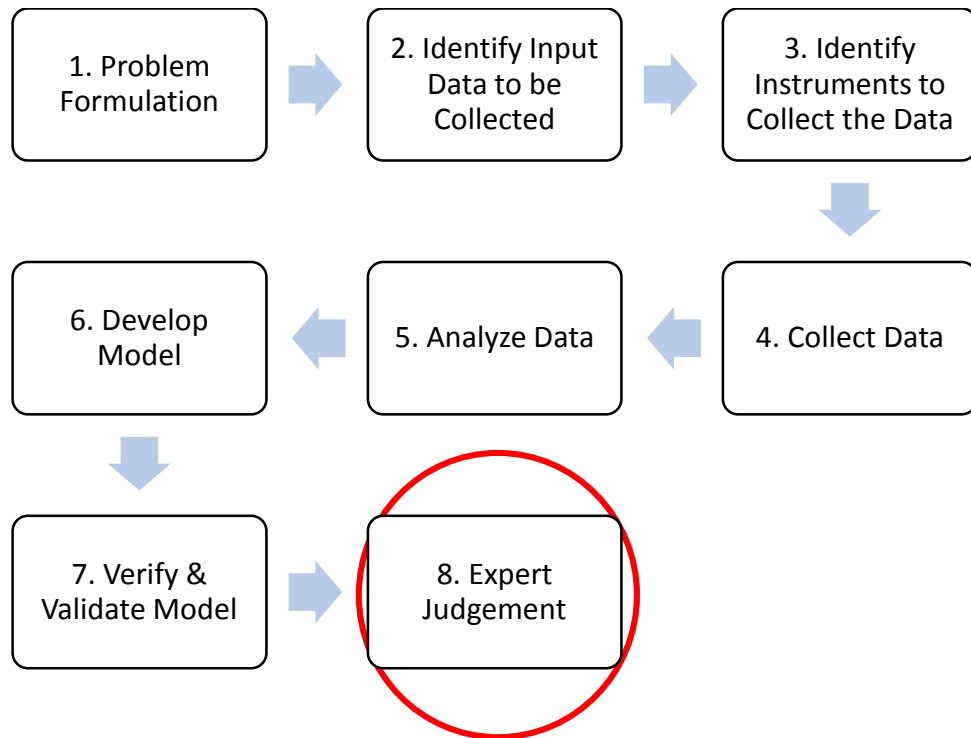 1. Problem
Formulation
2. Identify Input
Data to be
Collected
3. Identify
Instruments to
Collect the Data
4. Collect Data
5. Analyze Data
6. Develop
Model
7. Verify &
Validate Model
8. Expert
Judgement